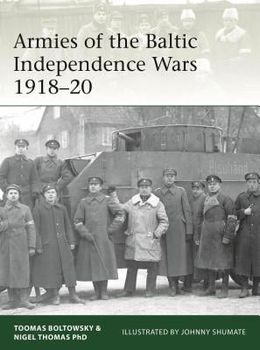 Armies of the Baltic
Independence Wars
1918–20
TOOMAS BOLTOWSKY &
NIGEL THOMAS PhD
ILLUSTRATED BY JOHNNY SHUMATE